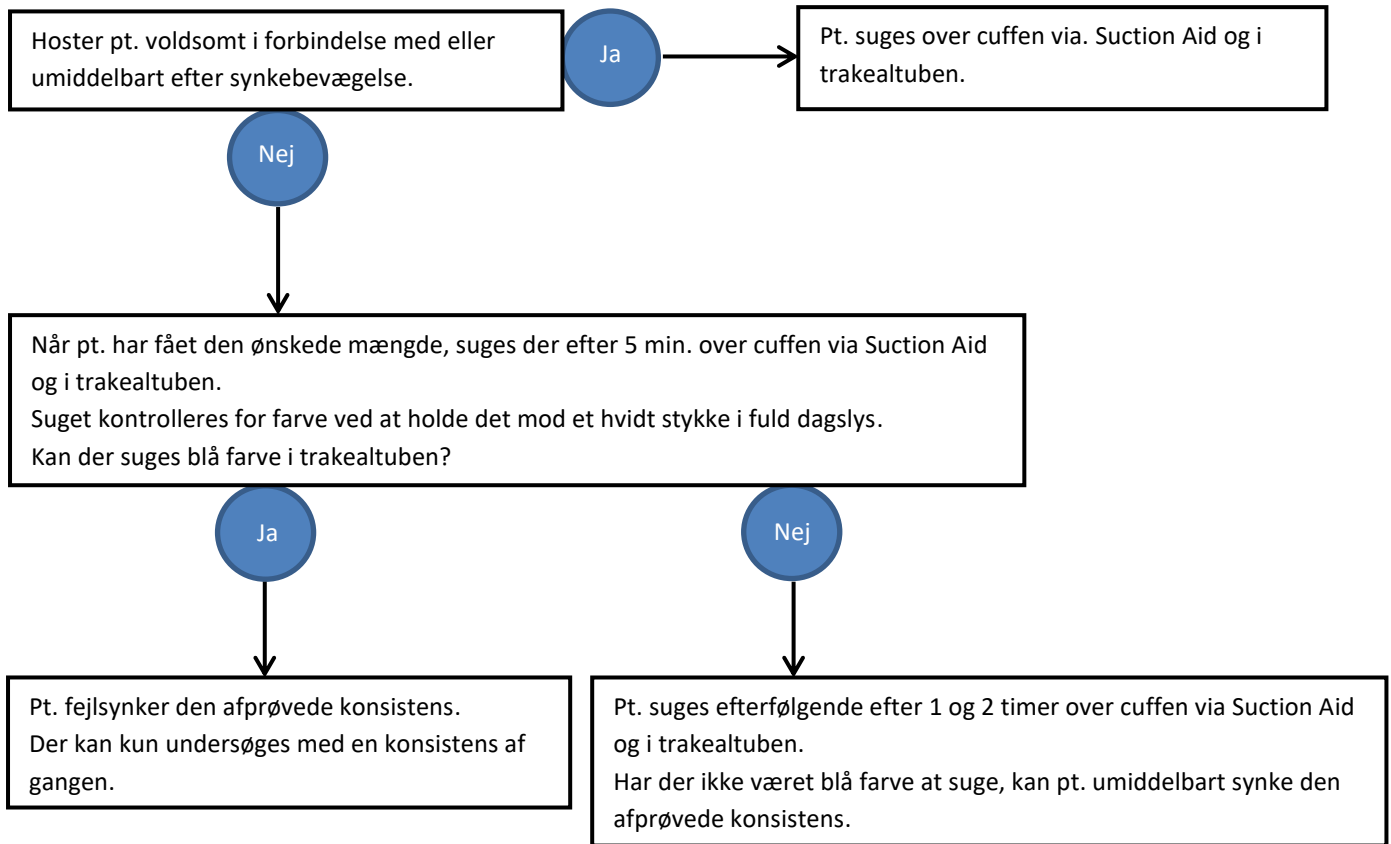 Hoster pt. voldsomt i forbindelse med eller
umiddelbart efter synkebevægelse.
Ja
Pt. suges over cuffen via. Suction Aid og i
trakealtuben.
Nej
Når pt. har fået den ønskede mængde, suges der efter 5 min. over cuffen via Suction Aid
og i trakealtuben.
Suget kontrolleres for farve ved at holde det mod et hvidt stykke i fuld dagslys.
Kan der suges blå farve i trakealtuben?
Ja
Nej
Pt. fejlsynker den afprøvede konsistens.
Der kan kun undersøges med en konsistens af
gangen.
Pt. suges efterfølgende efter 1 og 2 timer over cuffen via Suction Aid
og i trakealtuben.
Har der ikke været blå farve at suge, kan pt. umiddelbart synke den
afprøvede konsistens.